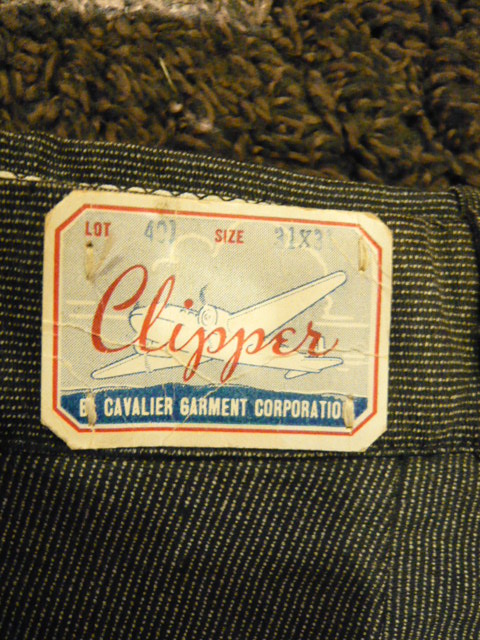 LOT 401 SIZE 31X31
Clipper
CAVALIER GARMENT CORPORATIO